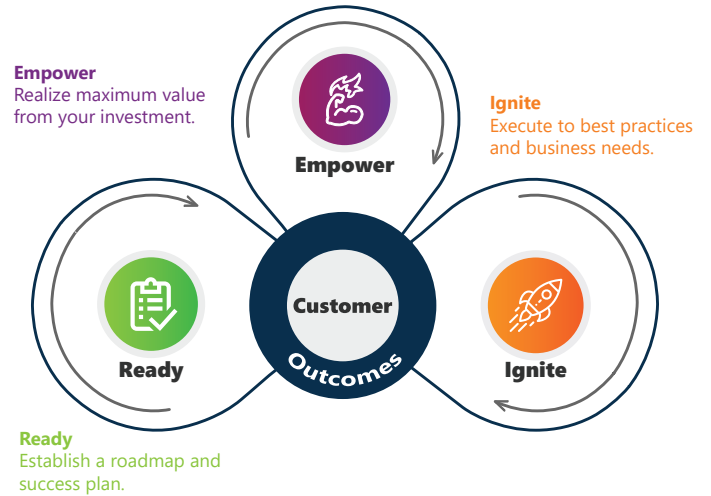 Empower
Realize maximum value
from your investment.
Ignite
Execute to best practices
and business needs.
Empower
Customer
Outcomes
Ready
Ignite
Ready
Establish a roadmap and
success plan.